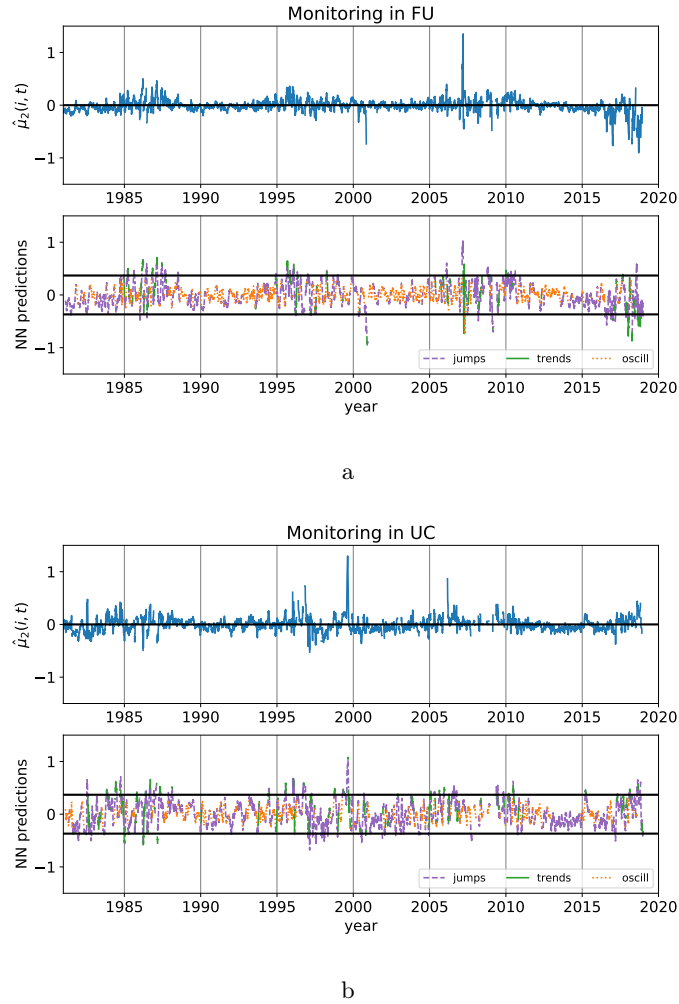 Monitoring in FU
1
0
−1
μ̂₂(i, t)
1985 1990 1995 2000 2005 2010 2015 2020
1
0
−1
NN predictions
jumps trends oscill
1985 1990 1995 2000 2005 2010 2015 2020
year
a
Monitoring in UC
1
0
−1
μ̂₂(i, t)
1985 1990 1995 2000 2005 2010 2015 2020
1
0
−1
NN predictions
jumps trends oscill
1985 1990 1995 2000 2005 2010 2015 2020
year
b